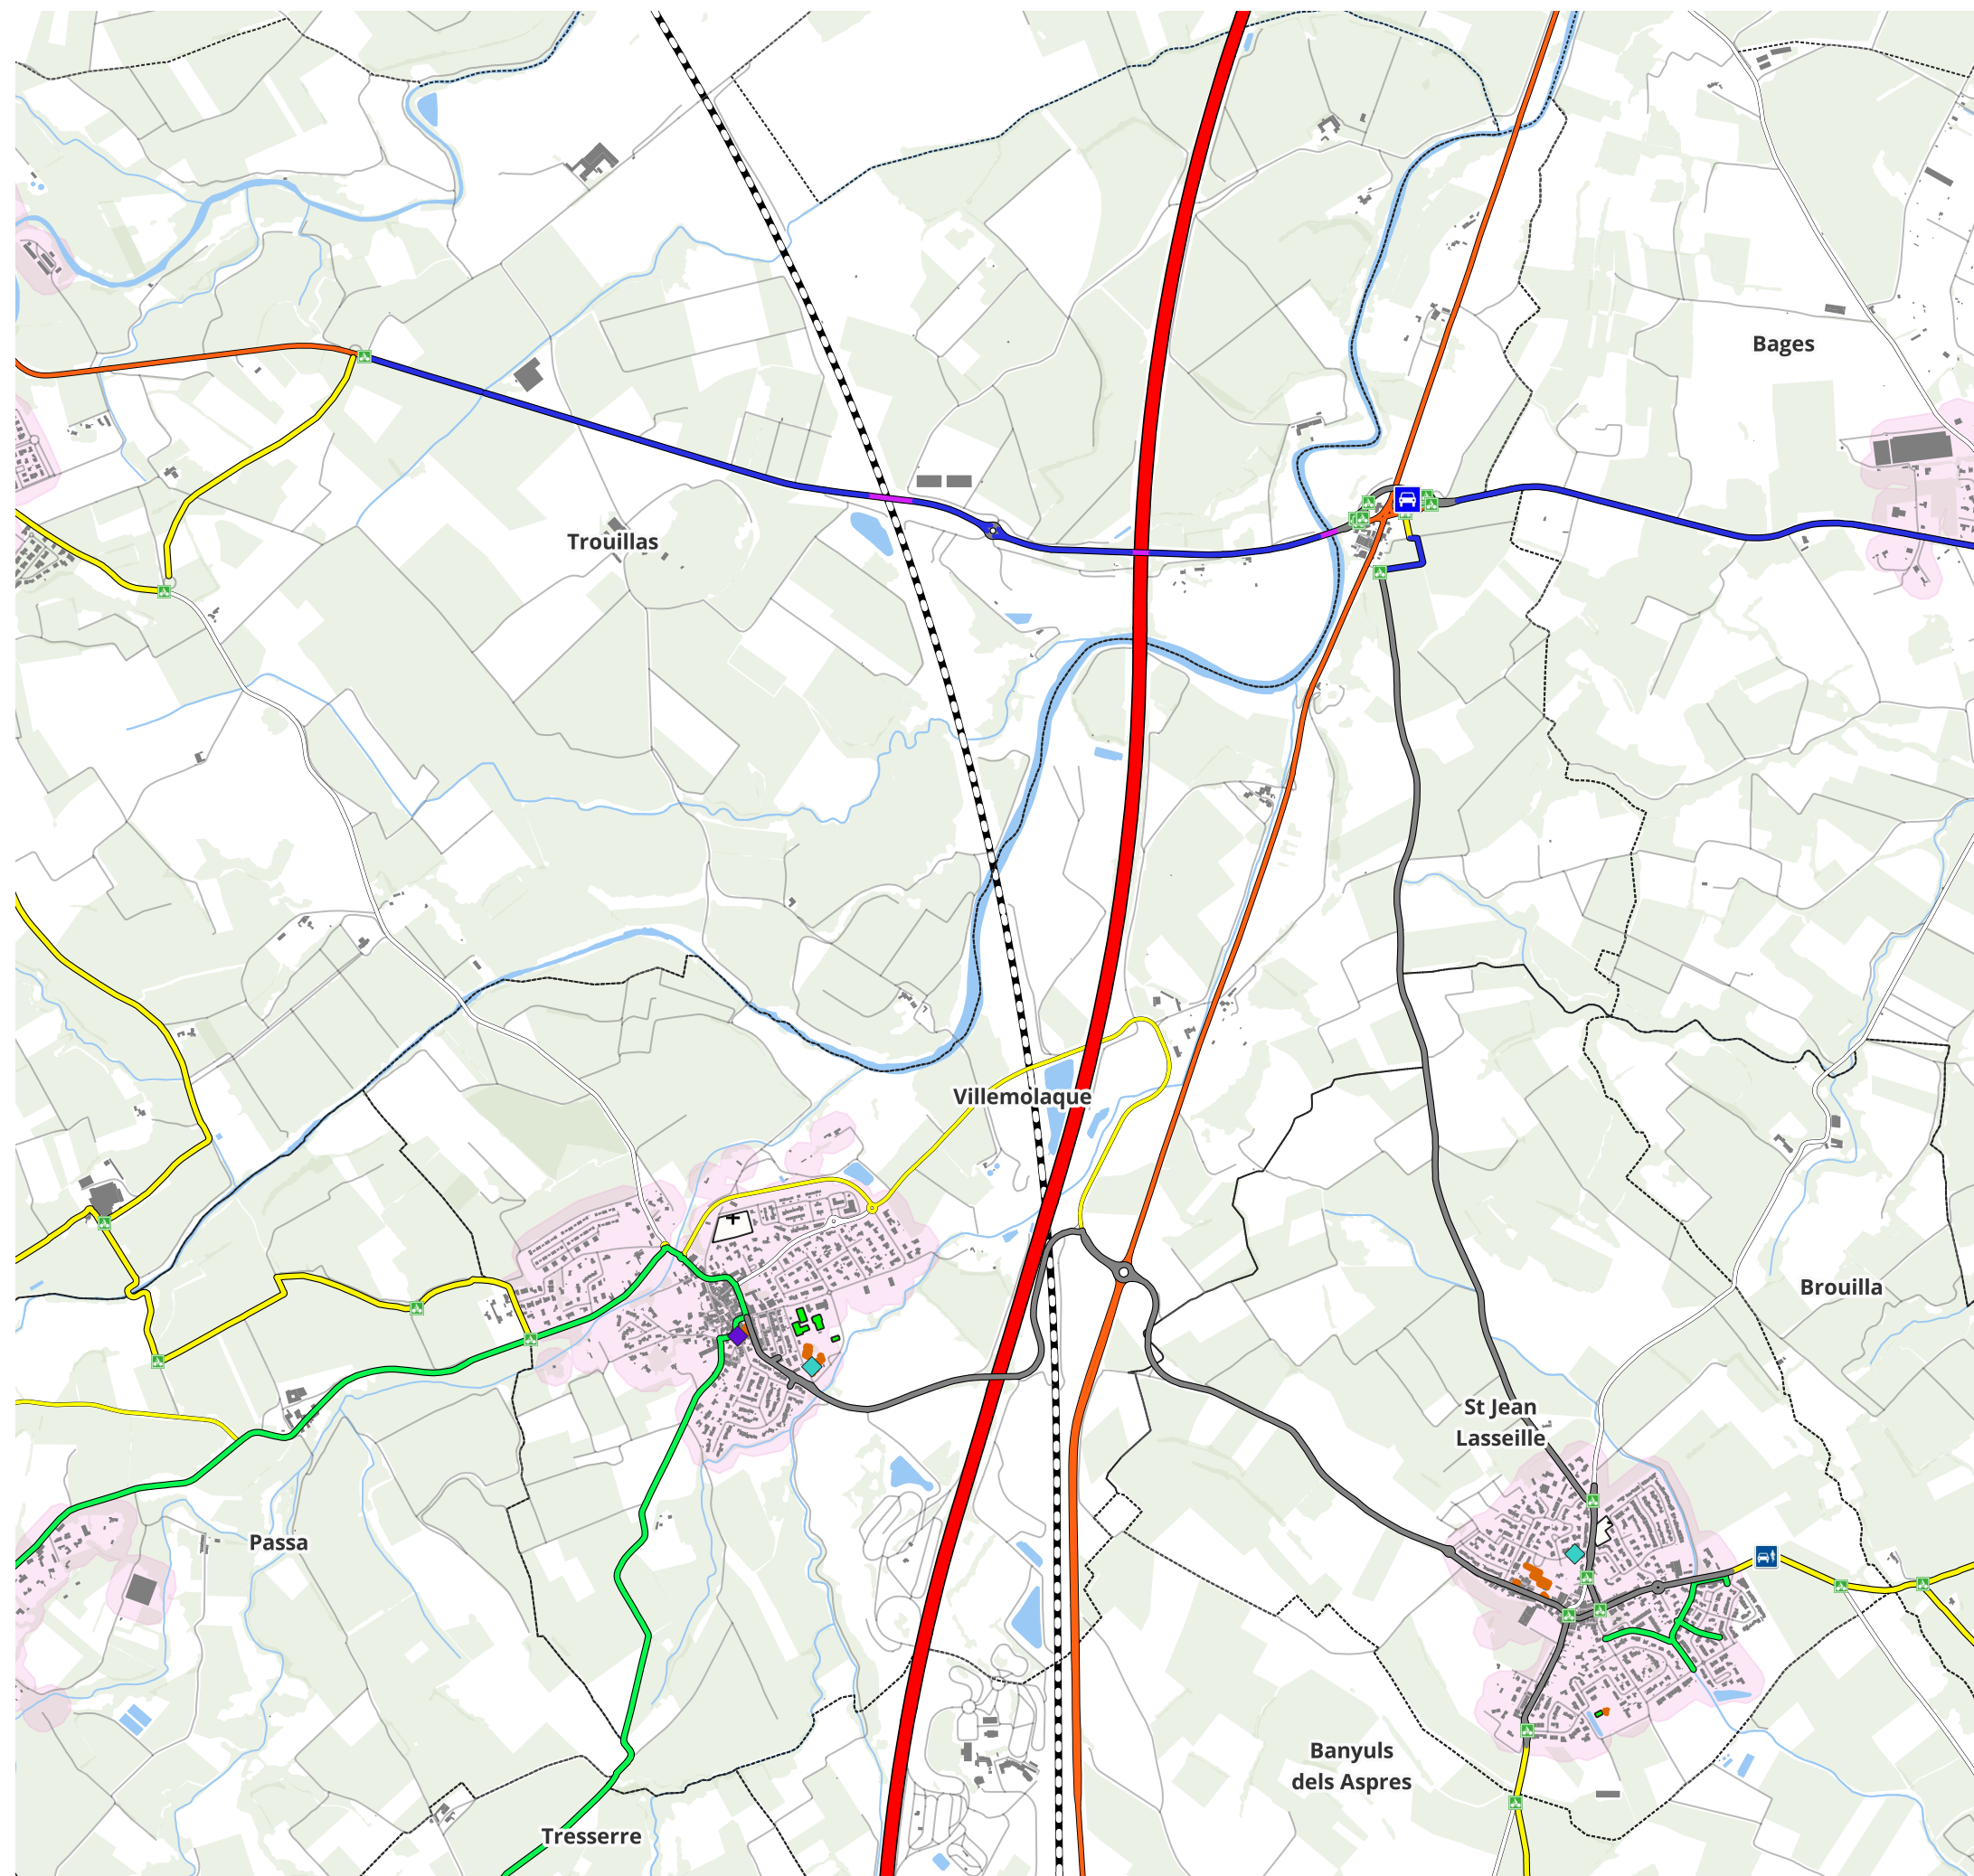 Bages
Trouillas
Villemolaque
Brouilla
St Jean
Lasseille
Passa
Banyuls
dels Aspres
Tresserre